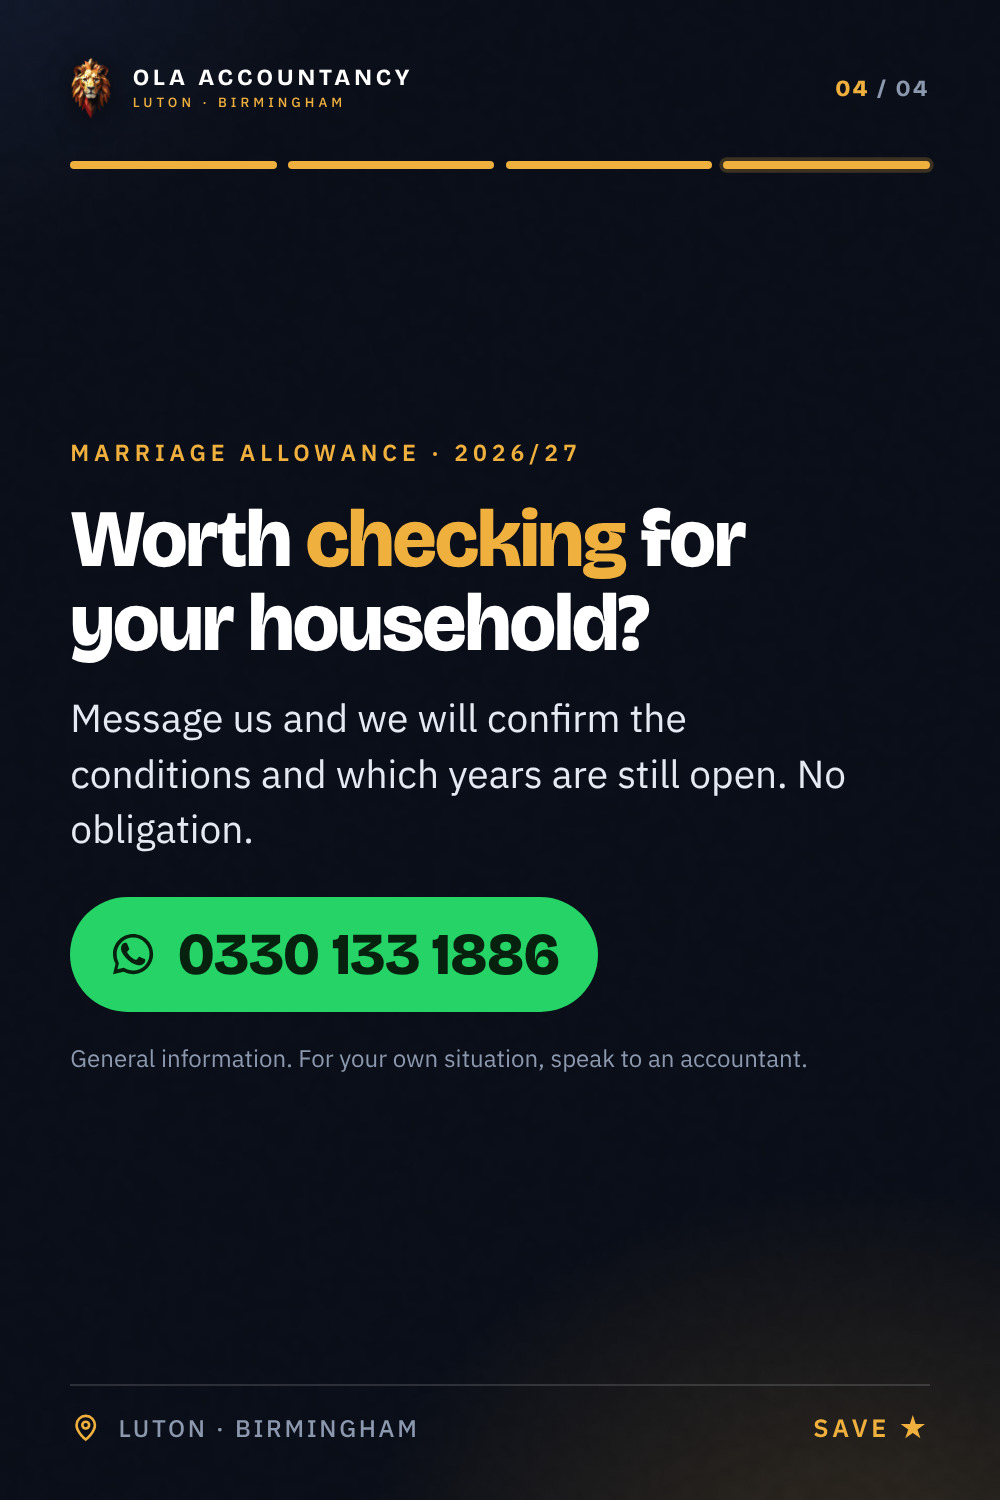 OLA ACCOUNTANCY
LUTON · BIRMINGHAM
04 / 04
MARRIAGE ALLOWANCE · 2026/27
Worth checking for
your household?
Message us and we will confirm the
conditions and which years are still open. No
obligation.
0330 133 1886
General information. For your own situation, speak to an accountant.
LUTON · BIRMINGHAM
SAVE ★